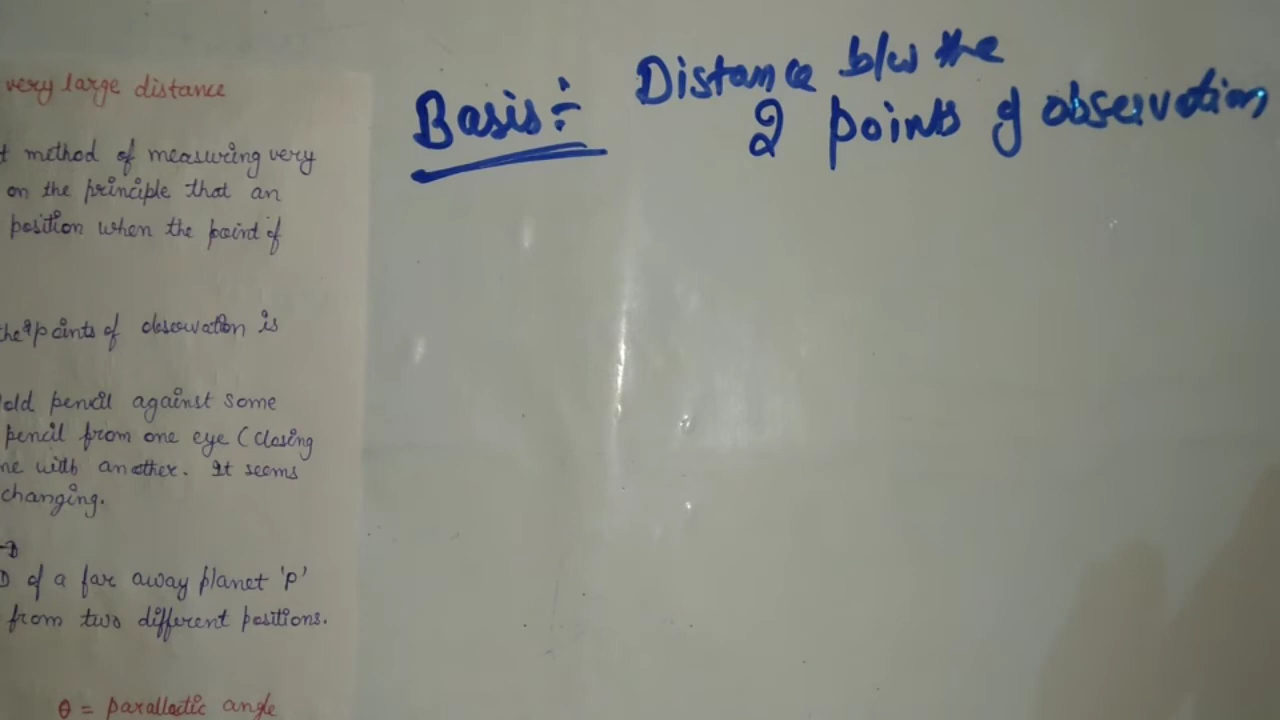 very large distance
t method of measuring very
on the principle that an
position when the point of
the 2 points of observation is
old pencil against some
pencil from one eye (closing
ne with another. It seems
changing.
D of a far away planet 'P'
from two different positions.
θ = parallactic angle
Basis :- Distance b/w the
2 points of observation